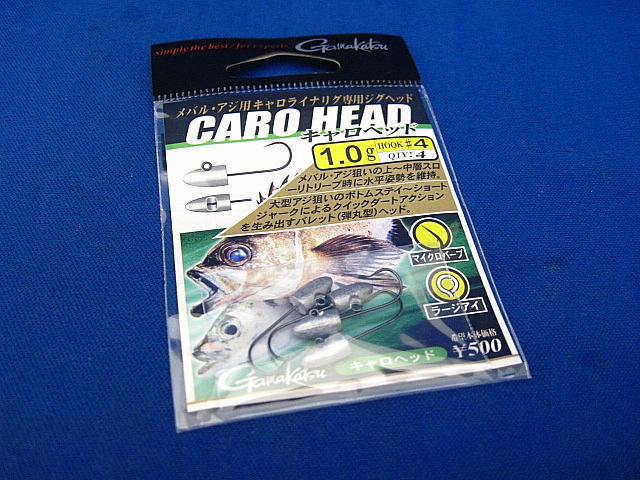 simply the best / for experts
Gamakatsu
メバル・アジ用キャロライナリグ専用ジグヘッド
CARO HEAD
キャロヘッド
1.0g
HOOK #4
QTY: 4
メバル・アジ狙いの上〜中層スロ
ーリトリーブ時に水平姿勢を維持。
大型アジ狙いのボトムステイ〜ショート
ジャークによるクイックダートアクション
を生み出すバレット(弾丸型)ヘッド。
マイクロバーブ
ラージアイ
希望本体価格
¥500
Gamakatsu
キャロヘッド